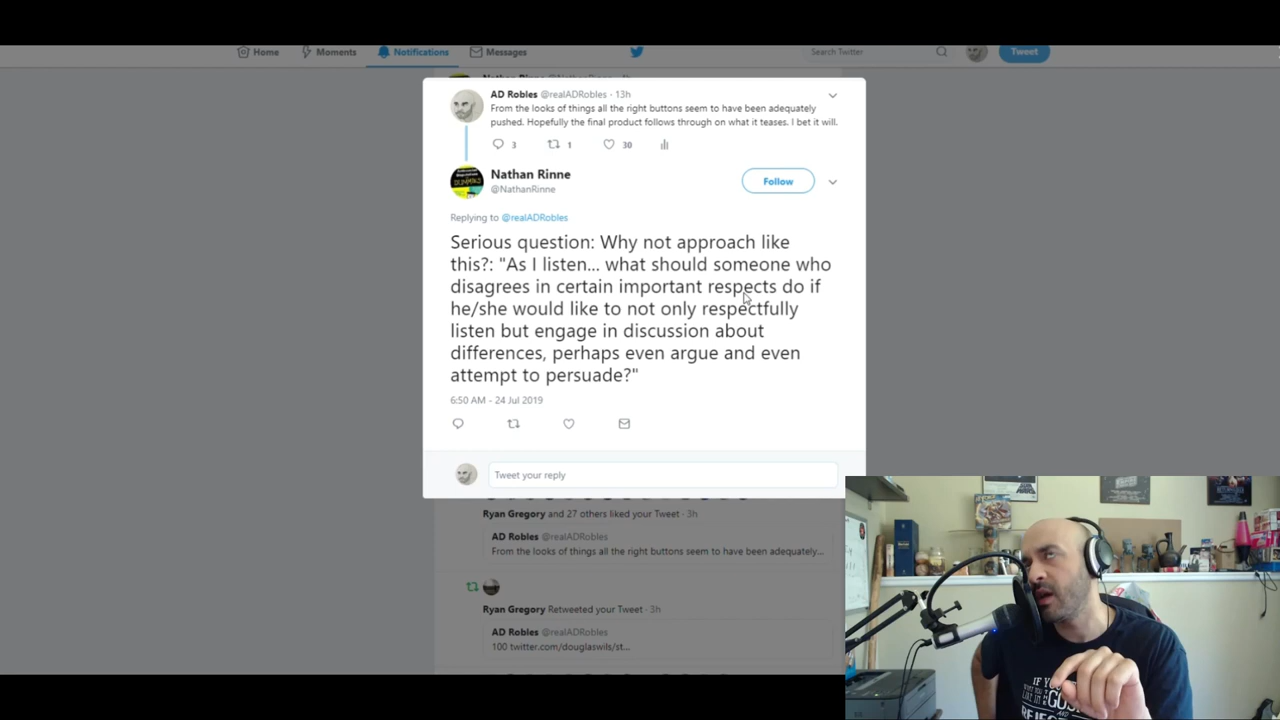 Home Moments Notifications Messages Search Twitter Tweet
AD Robles @realADRobles · 13h
From the looks of things all the right buttons seem to have been adequately
pushed. Hopefully the final product follows through on what it teases. I bet it will.
3 1 30
Nathan Rinne
@NathanRinne
Follow
Replying to @realADRobles
Serious question: Why not approach like
this?: "As I listen... what should someone who
disagrees in certain important respects do if
he/she would like to not only respectfully
listen but engage in discussion about
differences, perhaps even argue and even
attempt to persuade?"
6:50 AM - 24 Jul 2019
Tweet your reply
Ryan Gregory and 27 others liked your Tweet · 3h
AD Robles @realADRobles
From the looks of things all the right buttons seem to have been adequately...
Ryan Gregory Retweeted your Tweet · 3h
AD Robles @realADRobles
100 twitter.com/douglaswils/st...
IF YO